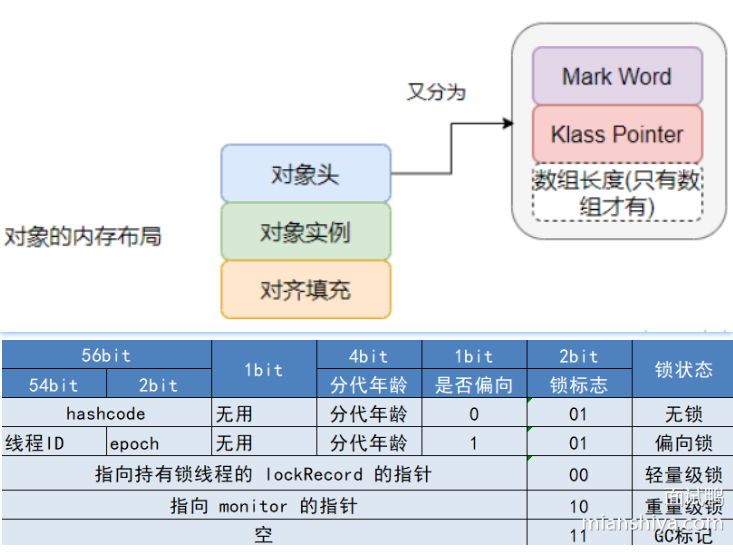 又分为
Mark Word
Klass Pointer
数组长度(只有数
组才有)
对象头
对象实例
对齐填充
对象的内存布局
56bit 1bit 4bit 1bit 2bit 锁状态
54bit 2bit 分代年龄 是否偏向 锁标志
hashcode 无用 分代年龄 0 01 无锁
线程ID epoch 无用 分代年龄 1 01 偏向锁
指向持有锁线程的 lockRecord 的指针 00 轻量级锁
指向 monitor 的指针 10 重量级锁
空 11 GC标记
面试鸭
mianshiya.com